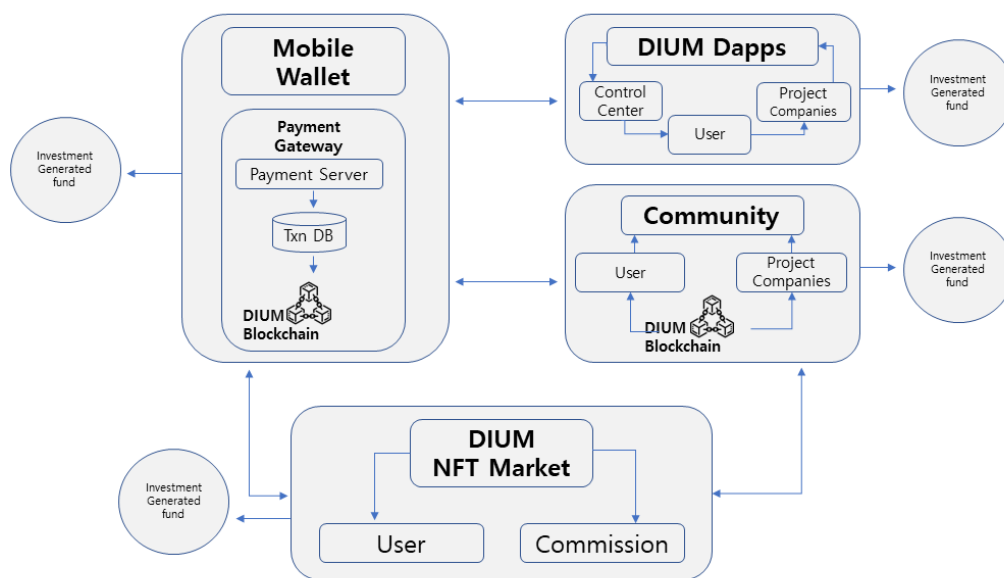 Mobile
Wallet
Payment
Gateway
Payment Server
Txn DB
DIUM
Blockchain
Investment
Generated
fund
DIUM Dapps
Control
Center
User
Project
Companies
Investment
Generated
fund
Community
User
Project
Companies
DIUM
Blockchain
Investment
Generated
fund
DIUM
NFT Market
User
Commission
Investment
Generated
fund